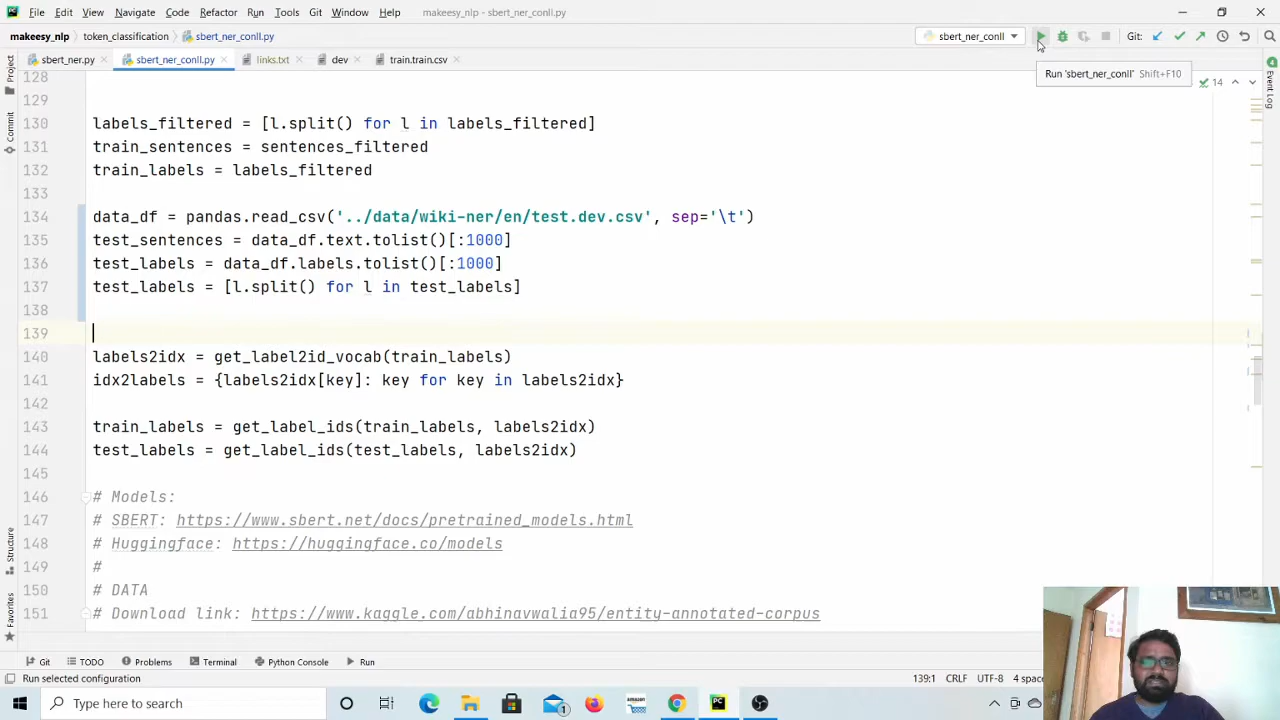 File Edit View Navigate Code Refactor Run Tools Git Window Help makeesy_nlp - sbert_ner_conll.py
makeesy_nlp token_classification sbert_ner_conll.py sbert_ner_conll Git:
sbert_ner.py sbert_ner_conll.py links.txt dev train.train.csv
Run 'sbert_ner_conll' Shift+F10
14
Project
Commit
Structure
Favorites
Event Log
128
129
130 labels_filtered = [l.split() for l in labels_filtered]
131 train_sentences = sentences_filtered
132 train_labels = labels_filtered
133
134 data_df = pandas.read_csv('../data/wiki-ner/en/test.dev.csv', sep='\t')
135 test_sentences = data_df.text.tolist()[:1000]
136 test_labels = data_df.labels.tolist()[:1000]
137 test_labels = [l.split() for l in test_labels]
138
139
140 labels2idx = get_label2id_vocab(train_labels)
141 idx2labels = {labels2idx[key]: key for key in labels2idx}
142
143 train_labels = get_label_ids(train_labels, labels2idx)
144 test_labels = get_label_ids(test_labels, labels2idx)
145
146 # Models:
147 # SBERT: https://www.sbert.net/docs/pretrained_models.html
148 # Huggingface: https://huggingface.co/models
149 #
150 # DATA
151 # Download link: https://www.kaggle.com/abhinavwalia95/entity-annotated-corpus
Git TODO Problems Terminal Python Console Run
Run selected configuration 139:1 CRLF UTF-8 4 spaces
Type here to search